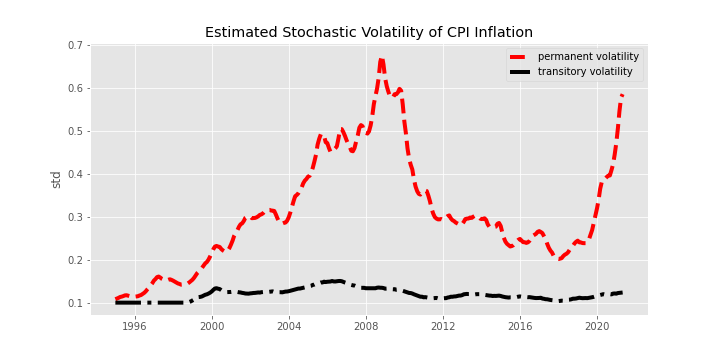 Estimated Stochastic Volatility of CPI Inflation
permanent volatility
transitory volatility
std
0.7
0.6
0.5
0.4
0.3
0.2
0.1
1996 2000 2004 2008 2012 2016 2020